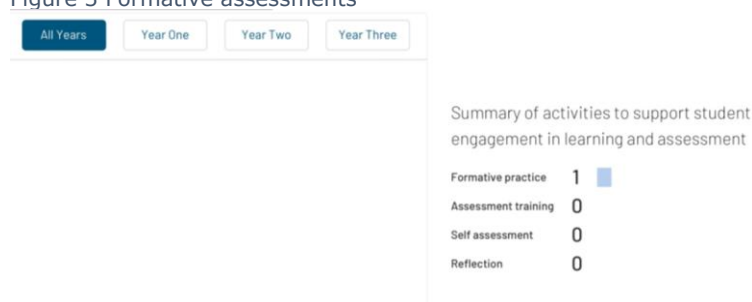 Figure 3 Formative assessments
All Years Year One Year Two Year Three
Summary of activities to support student
engagement in learning and assessment
Formative practice 1
Assessment training 0
Self assessment 0
Reflection 0